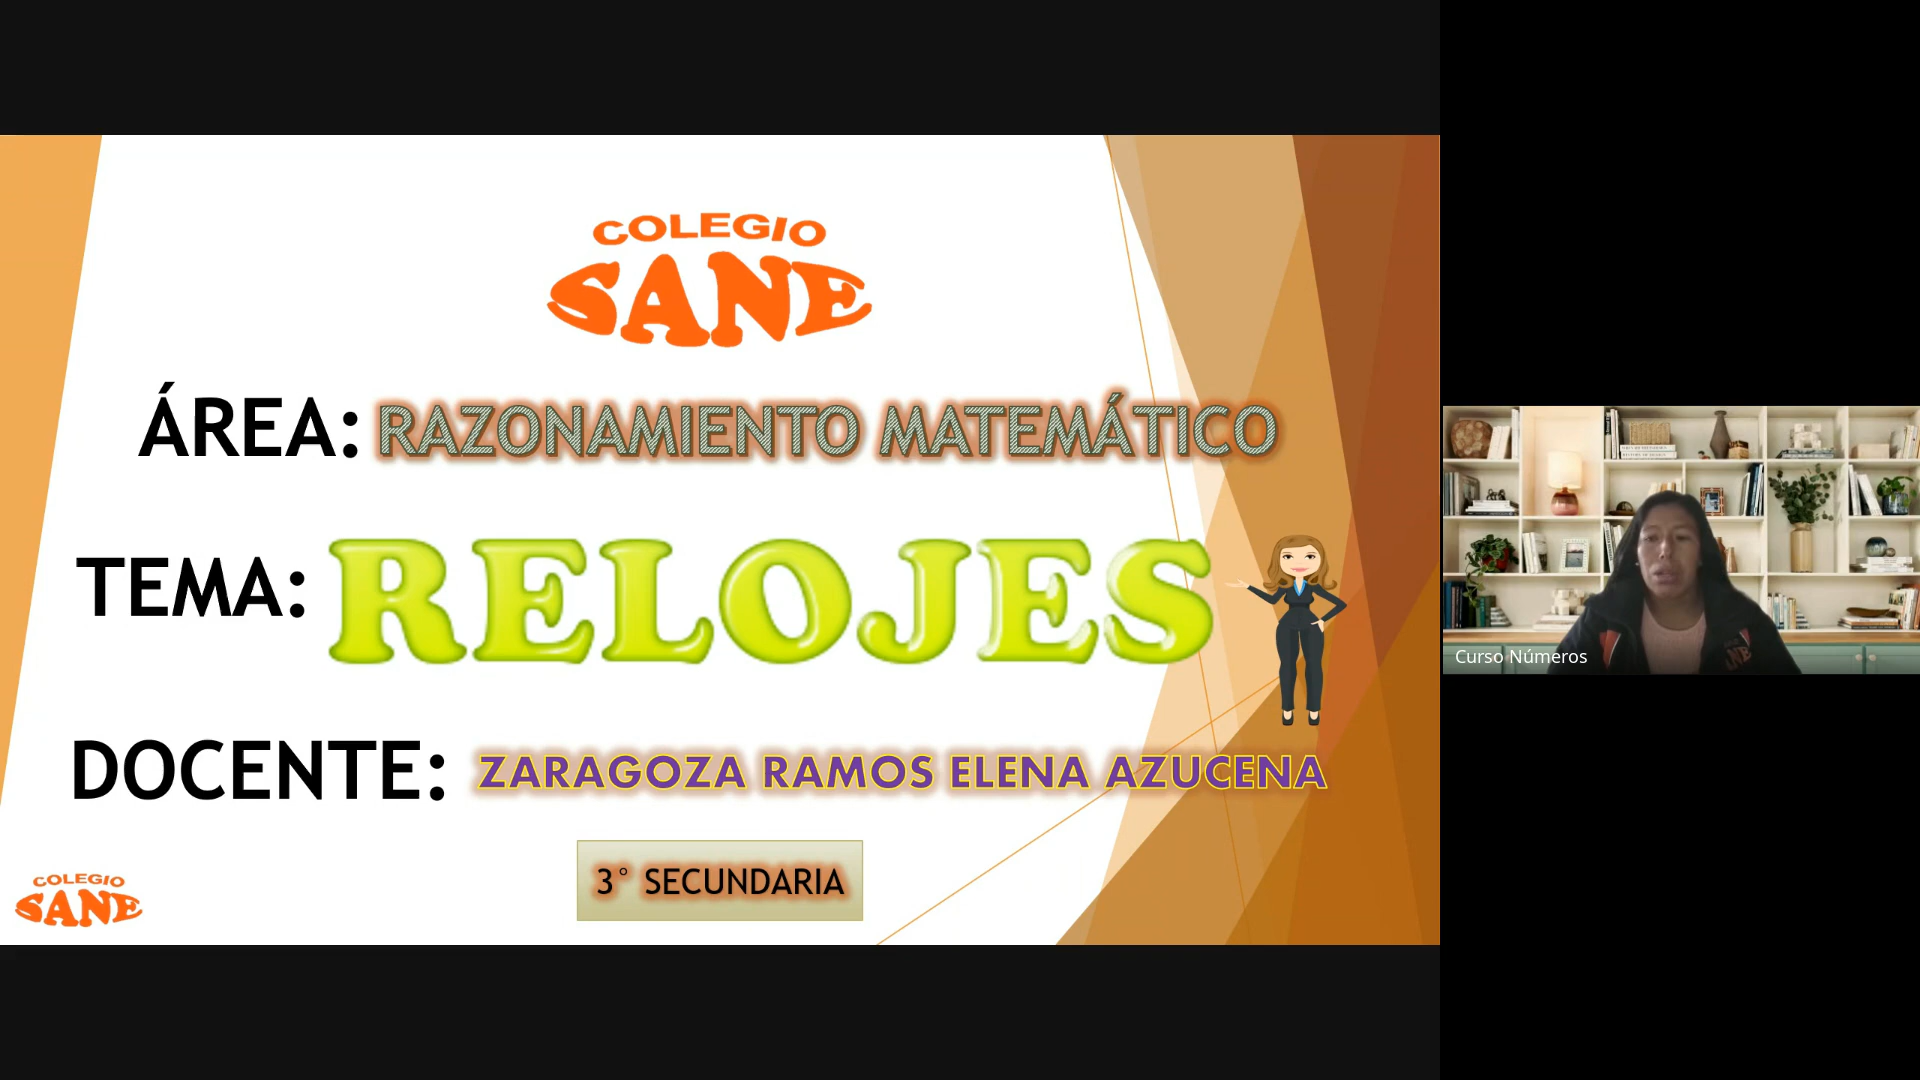 COLEGIO
SANE
ÁREA: RAZONAMIENTO MATEMÁTICO
TEMA: RELOJES
DOCENTE: ZARAGOZA RAMOS ELENA AZUCENA
3° SECUNDARIA
COLEGIO
SANE
Curso Números